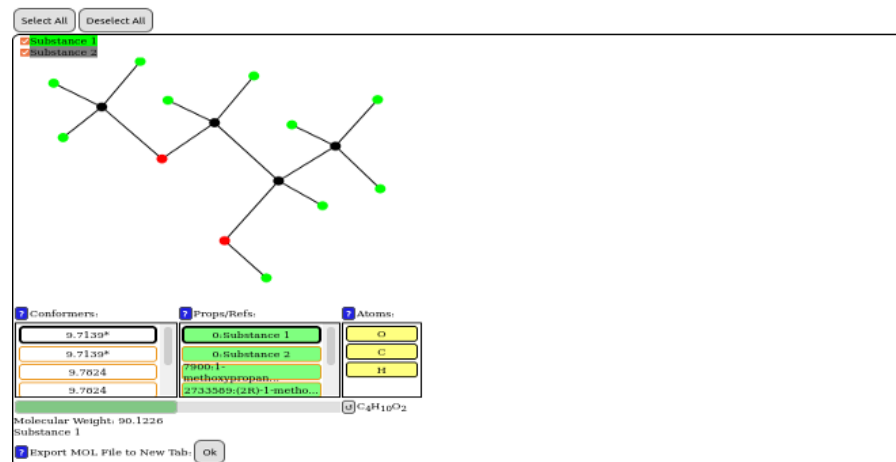 Select All Deselect All
Substance 1
Substance 2
? Conformers: ? Props/Refs: ? Atoms:
9.7139* 0:Substance 1 O
9.7139* 0:Substance 2 C
9.7824 7900:1-methoxypropan... H
9.7824 2733589:(2R)-1-metho...
↺ C₄H₁₀O₂
Molecular Weight: 90.1226
Substance 1
? Export MOL File to New Tab: Ok